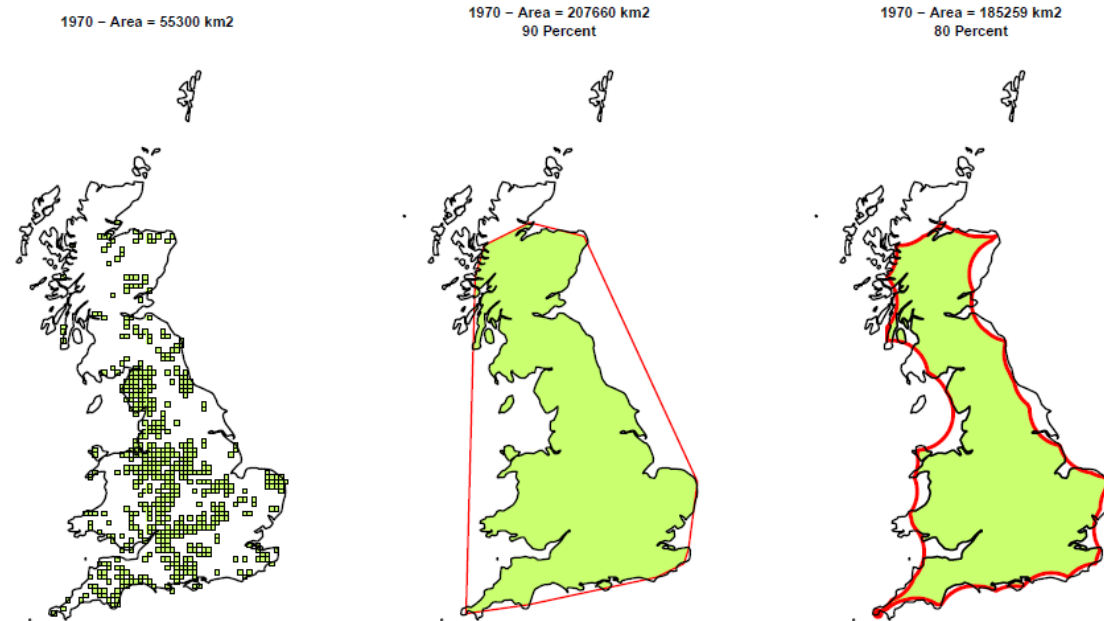 1970 – Area = 55300 km2
1970 – Area = 207660 km2
90 Percent
1970 – Area = 185259 km2
80 Percent